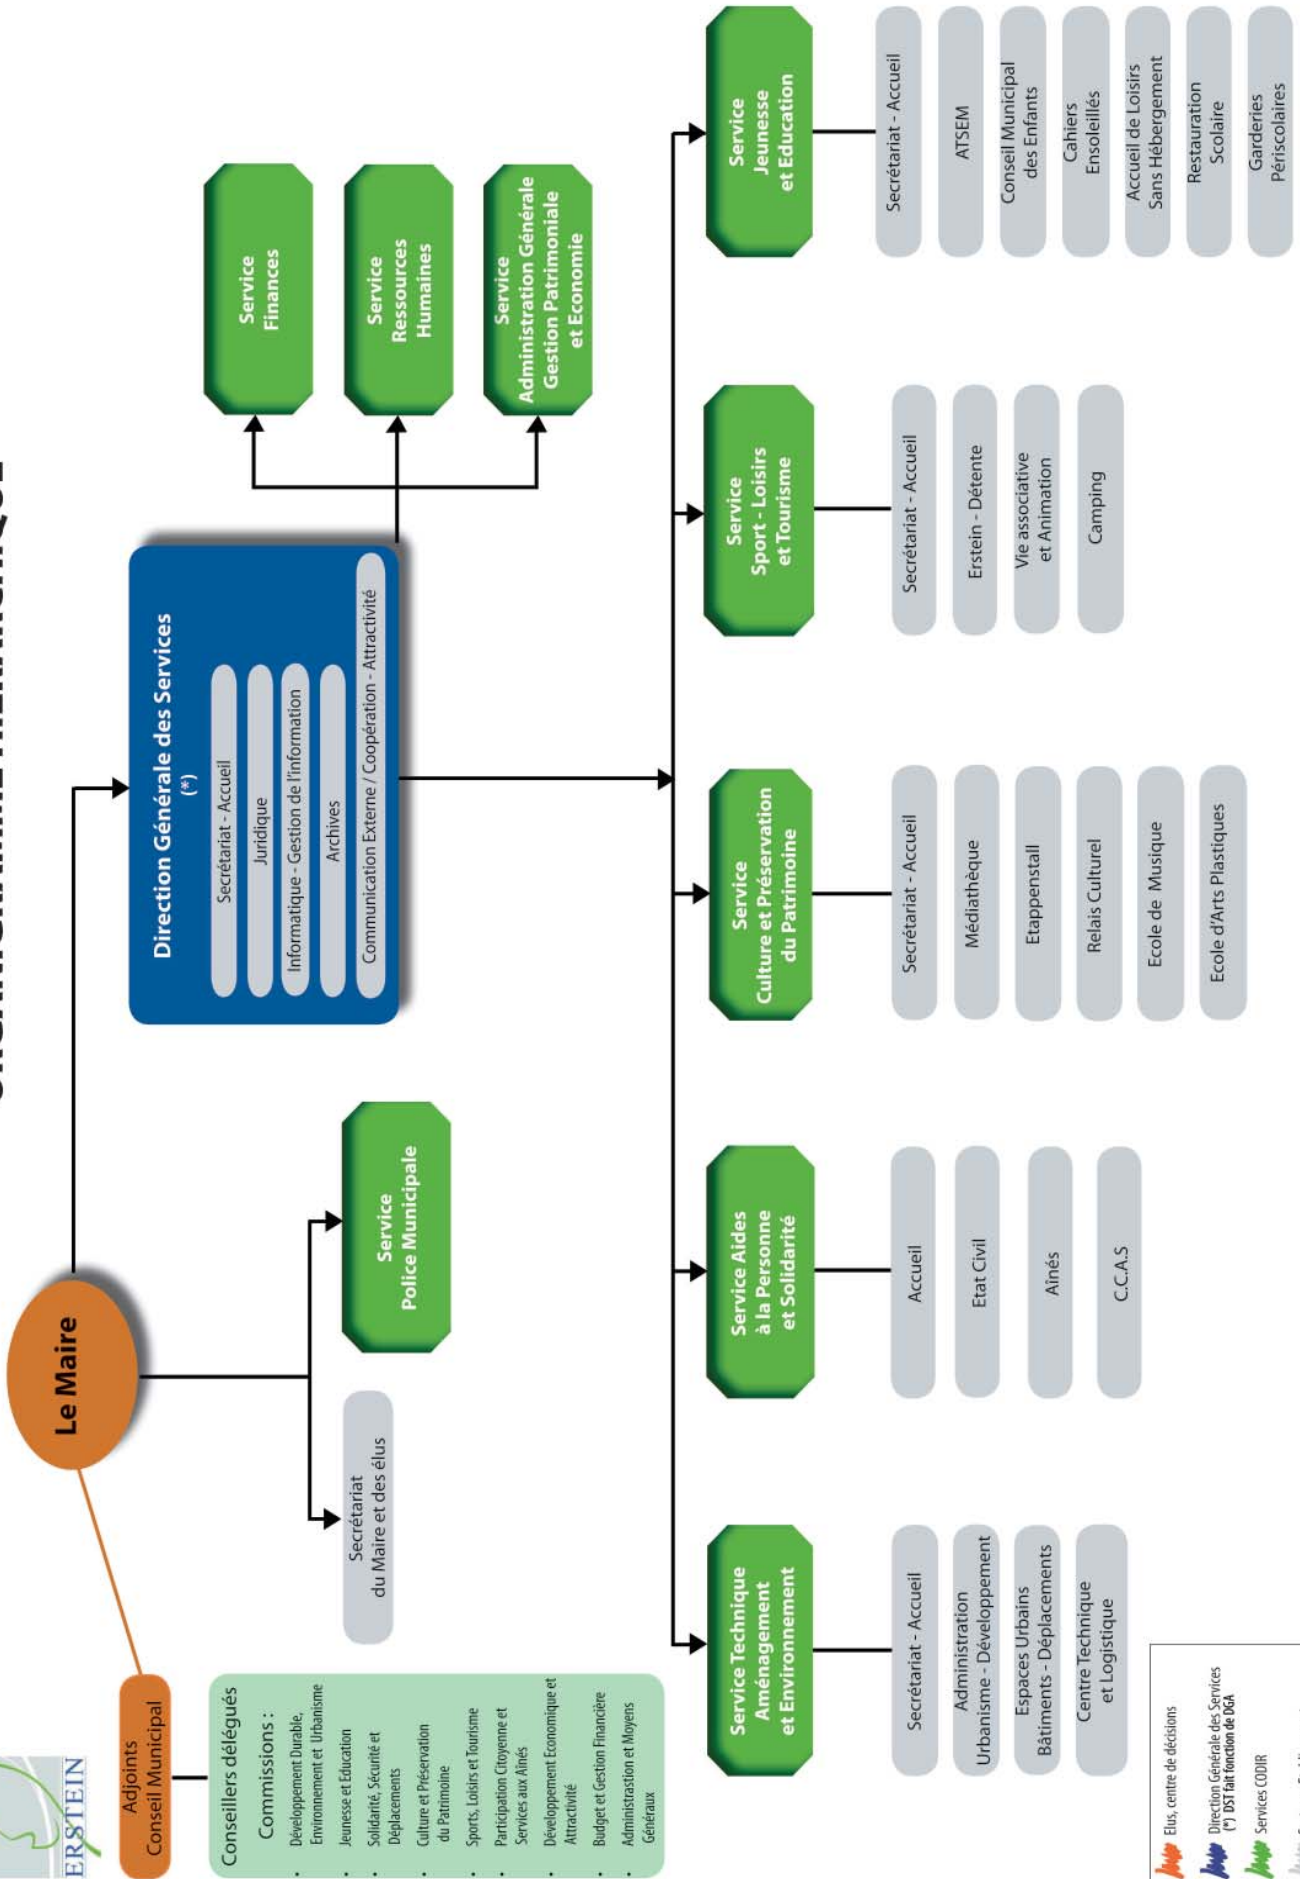 ERSTEIN
Le Maire
Adjoints
Conseil Municipal
Conseillers délégués
Commissions :
• Développement Durable,
Environnement et Urbanisme
• Jeunesse et Education
• Solidarité, Sécurité et
Déplacements
• Culture et Préservation
du Patrimoine
• Sports, Loisirs et Tourisme
• Participation Citoyenne et
Services aux Aînés
• Développement Economique et
Attractivité
• Budget et Gestion Financière
• Administrastion et Moyens
Généraux
Secrétariat
du Maire et des élus
Service
Police Municipale
Direction Générale des Services
(*)
Secrétariat - Accueil
Juridique
Informatique - Gestion de l'information
Archives
Communication Externe / Coopération - Attractivité
Service
Finances
Service
Ressources
Humaines
Service
Administration Générale
Gestion Patrimoniale
et Economie
Service Technique
Aménagement
et Environnement
Secrétariat - Accueil
Administration
Urbanisme - Développement
Espaces Urbains
Bâtiments - Déplacements
Centre Technique
et Logistique
Service Aides
à la Personne
et Solidarité
Accueil
Etat Civil
Aînés
C.C.A.S
Service
Culture et Préservation
du Patrimoine
Secrétariat - Accueil
Médiathèque
Etappenstall
Relais Culturel
Ecole de Musique
Ecole d'Arts Plastiques
Service
Sport - Loisirs
et Tourisme
Secrétariat - Accueil
Erstein - Détente
Vie associative
et Animation
Camping
Service
Jeunesse
et Education
Secrétariat - Accueil
ATSEM
Conseil Municipal
des Enfants
Cahiers
Ensoleillés
Accueil de Loisirs
Sans Hébergement
Restauration
Scolaire
Garderies
Périscolaires
Elus, centre de décisions
Direction Générale des Services
(*) DST fait fonction de DGA
Services CODIR